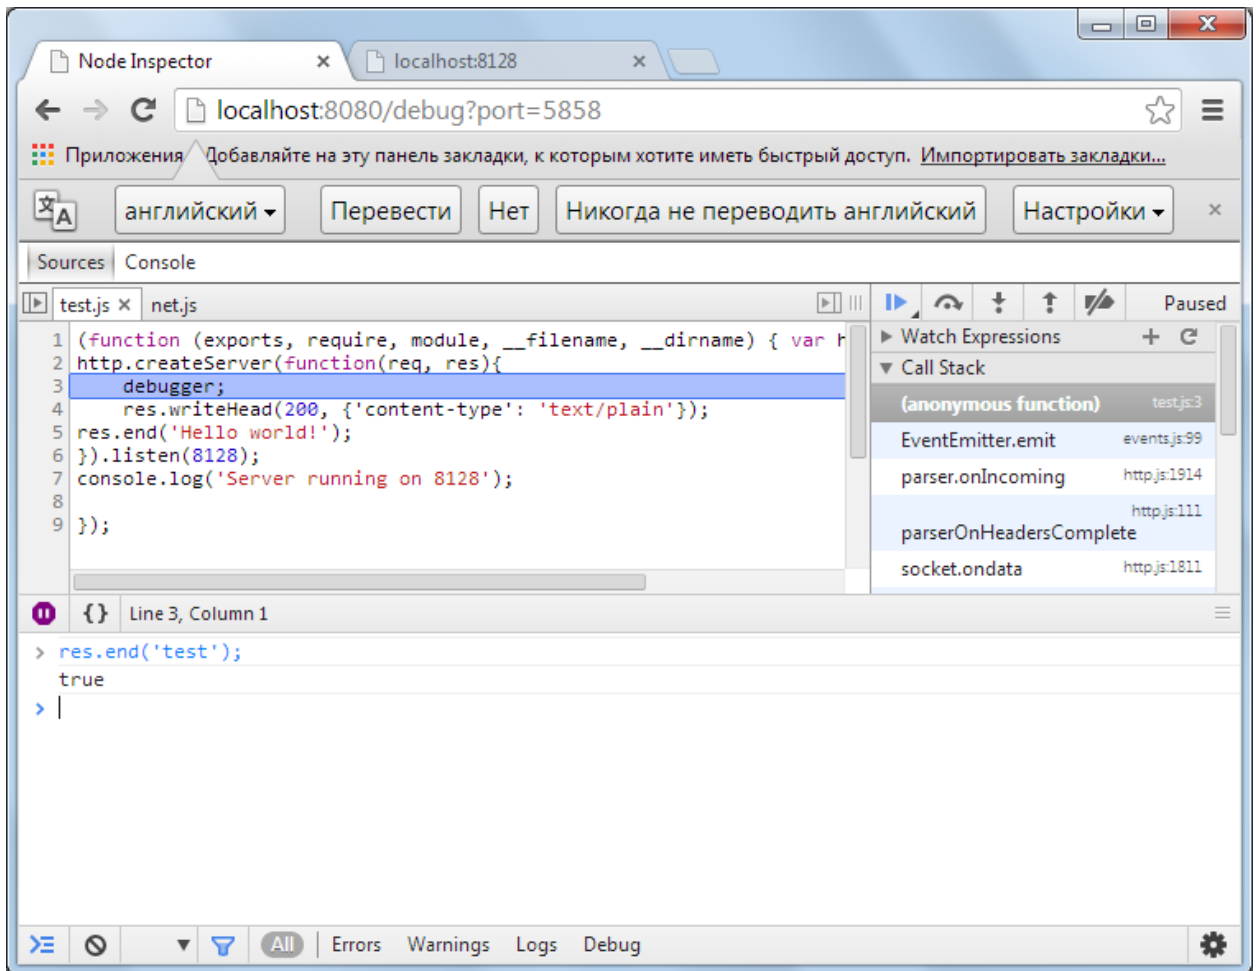 Node Inspector × localhost:8128 ×
localhost:8080/debug?port=5858
Приложения Добавляйте на эту панель закладки, к которым хотите иметь быстрый доступ. Импортировать закладки...
английский Перевести Нет Никогда не переводить английский Настройки ×
Sources Console
test.js × net.js Paused
1 (function (exports, require, module, __filename, __dirname) { var h
2 http.createServer(function(req, res){
3 debugger;
4 res.writeHead(200, {'content-type': 'text/plain'});
5 res.end('Hello world!');
6 }).listen(8128);
7 console.log('Server running on 8128');
8
9 });
Watch Expressions
Call Stack
(anonymous function) test.js:3
EventEmitter.emit events.js:99
parser.onIncoming http.js:1914
http.js:111
parserOnHeadersComplete
socket.ondata http.js:1811
{} Line 3, Column 1
> res.end('test');
true
>
All Errors Warnings Logs Debug